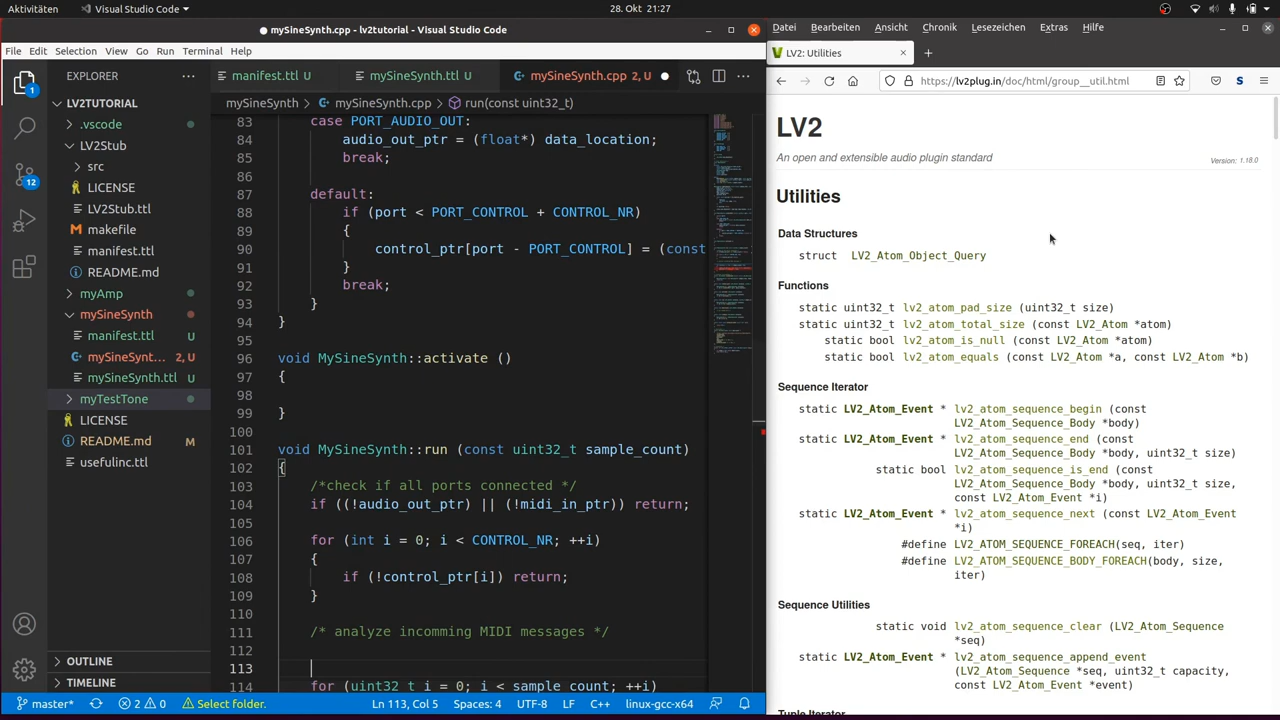 Aktivitäten
Visual Studio Code
28. Okt 21:27
mySineSynth.cpp - lv2tutorial - Visual Studio Code
File Edit Selection View Go Run Terminal Help
EXPLORER
LV2TUTORIAL
.vscode
LV2Stub
src
LICENSE
LV2Stub.ttl
makefile
manifest.ttl
README.md
myAmp
mySineSynth
manifest.ttl U
mySineSynt... 2, U
mySineSynth.ttl U
myTestTone
LICENSE
README.md M
usefulinc.ttl
OUTLINE
TIMELINE
1
12
manifest.ttl U
mySineSynth.ttl U
mySineSynth.cpp 2, U
mySineSynth > mySineSynth.cpp > run(const uint32_t)
83 case PORT_AUDIO_OUT:
84 audio_out_ptr = (float*) data_location;
85 break;
86
87 default:
88 if (port < PORT_CONTROL + CONTROL_NR)
89 {
90 control_ptr[port - PORT_CONTROL] = (const
91 }
92 break;
93 }
94 }
95
96 void MySineSynth::activate ()
97 {
98
99 }
100
101 void MySineSynth::run (const uint32_t sample_count)
102 {
103 /*check if all ports connected */
104 if ((!audio_out_ptr) || (!midi_in_ptr)) return;
105
106 for (int i = 0; i < CONTROL_NR; ++i)
107 {
108 if (!control_ptr[i]) return;
109 }
110
111 /* analyze incomming MIDI messages */
112
113
114 for (uint32_t i = 0; i < sample_count; ++i)
master* 2 0 Select folder. Ln 113, Col 5 Spaces: 4 UTF-8 LF C++ linux-gcc-x64
Datei Bearbeiten Ansicht Chronik Lesezeichen Extras Hilfe
LV2: Utilities
https://lv2plug.in/doc/html/group__util.html
LV2
An open and extensible audio plugin standard
Version: 1.18.0
Utilities
Data Structures
struct LV2_Atom_Object_Query
Functions
static uint32_t lv2_atom_pad_size (uint32_t size)
static uint32_t lv2_atom_total_size (const LV2_Atom *atom)
static bool lv2_atom_is_null (const LV2_Atom *atom)
static bool lv2_atom_equals (const LV2_Atom *a, const LV2_Atom *b)
Sequence Iterator
static LV2_Atom_Event * lv2_atom_sequence_begin (const
LV2_Atom_Sequence_Body *body)
static LV2_Atom_Event * lv2_atom_sequence_end (const
LV2_Atom_Sequence_Body *body, uint32_t size)
static bool lv2_atom_sequence_is_end (const
LV2_Atom_Sequence_Body *body, uint32_t size,
const LV2_Atom_Event *i)
static LV2_Atom_Event * lv2_atom_sequence_next (const LV2_Atom_Event
*i)
#define LV2_ATOM_SEQUENCE_FOREACH(seq, iter)
#define LV2_ATOM_SEQUENCE_BODY_FOREACH(body, size,
iter)
Sequence Utilities
static void lv2_atom_sequence_clear (LV2_Atom_Sequence
*seq)
static LV2_Atom_Event * lv2_atom_sequence_append_event
(LV2_Atom_Sequence *seq, uint32_t capacity,
const LV2_Atom_Event *event)
Tuple Iterator